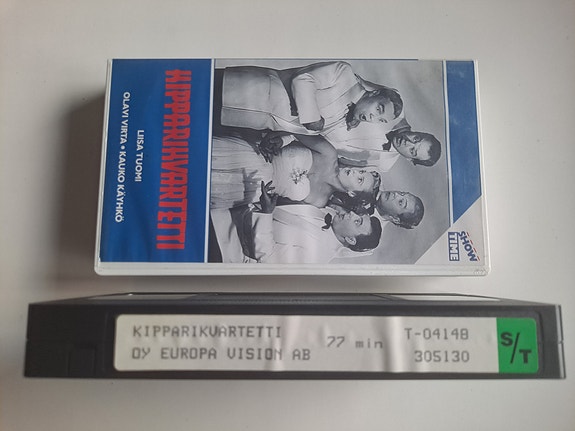 KIPPARIKVARTETTI
LIISA TUOMI
OLAVI VIRTA • KAUKO KÄYHKÖ
SHOW
TIME
KIPPARIKVARTETTI
OY EUROPA VISION AB
77 min
T-04148
305130
S/T